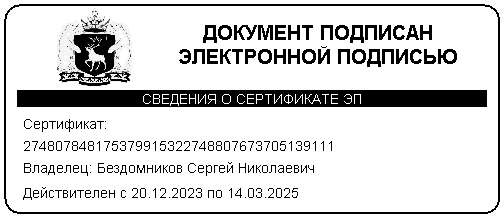 ДОКУМЕНТ ПОДПИСАН
ЭЛЕКТРОННОЙ ПОДПИСЬЮ
СВЕДЕНИЯ О СЕРТИФИКАТЕ ЭП
Сертификат:
274807848175379915322748807673705139111
Владелец: Бездомников Сергей Николаевич
Действителен с 20.12.2023 по 14.03.2025